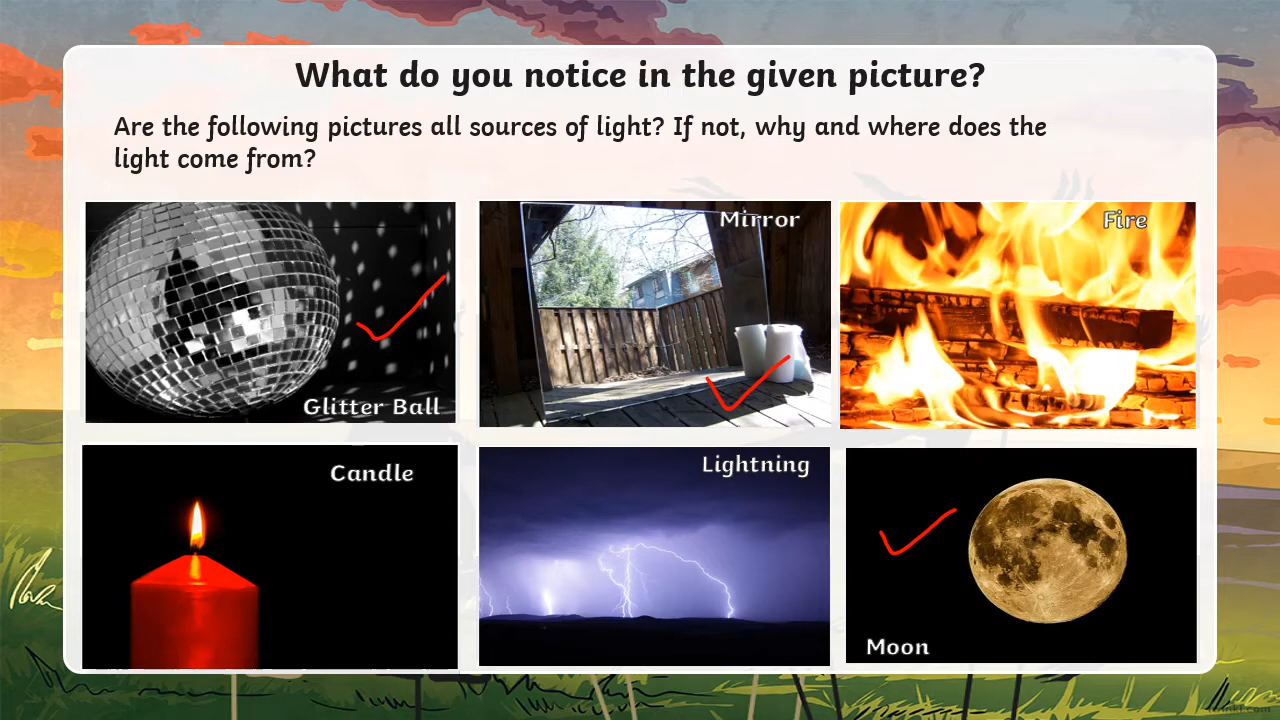 What do you notice in the given picture?
Are the following pictures all sources of light? If not, why and where does the
light come from?
Mirror
Fire
Glitter Ball
Candle
Lightning
Moon